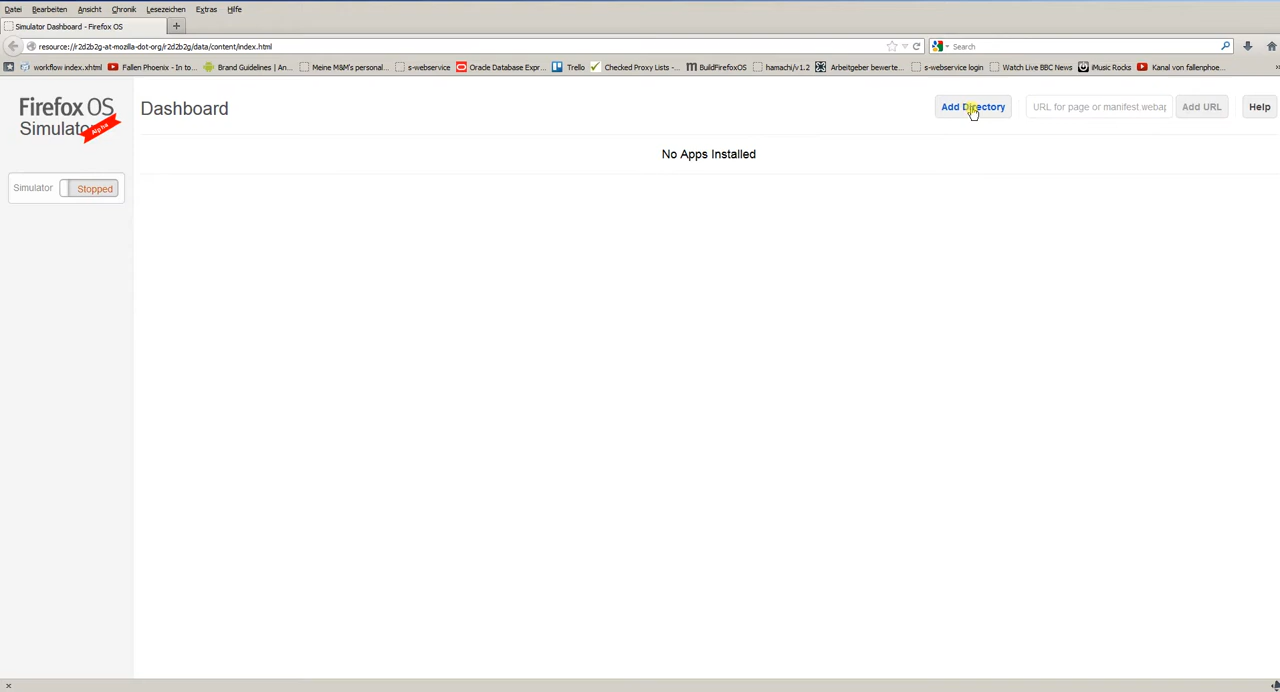 Datei Bearbeiten Ansicht Chronik Lesezeichen Extras Hilfe
Simulator Dashboard - Firefox OS
resource://r2d2b2g-at-mozilla-dot-org/r2d2b2g/data/content/index.html Search
workflow index.xhtml Fallen Phoenix - In to... Brand Guidelines | An... Meine M&M's personal... s-webservice Oracle Database Expr... Trello Checked Proxy Lists -... BuildFirefoxOS hamachi/v1.2 Arbeitgeber bewerte... s-webservice login Watch Live BBC News iMusic Rocks Kanal von fallenphoe...
Firefox OS
Simulator
Alpha
Dashboard
Add Directory URL for page or manifest.webap Add URL Help
No Apps Installed
Simulator Stopped